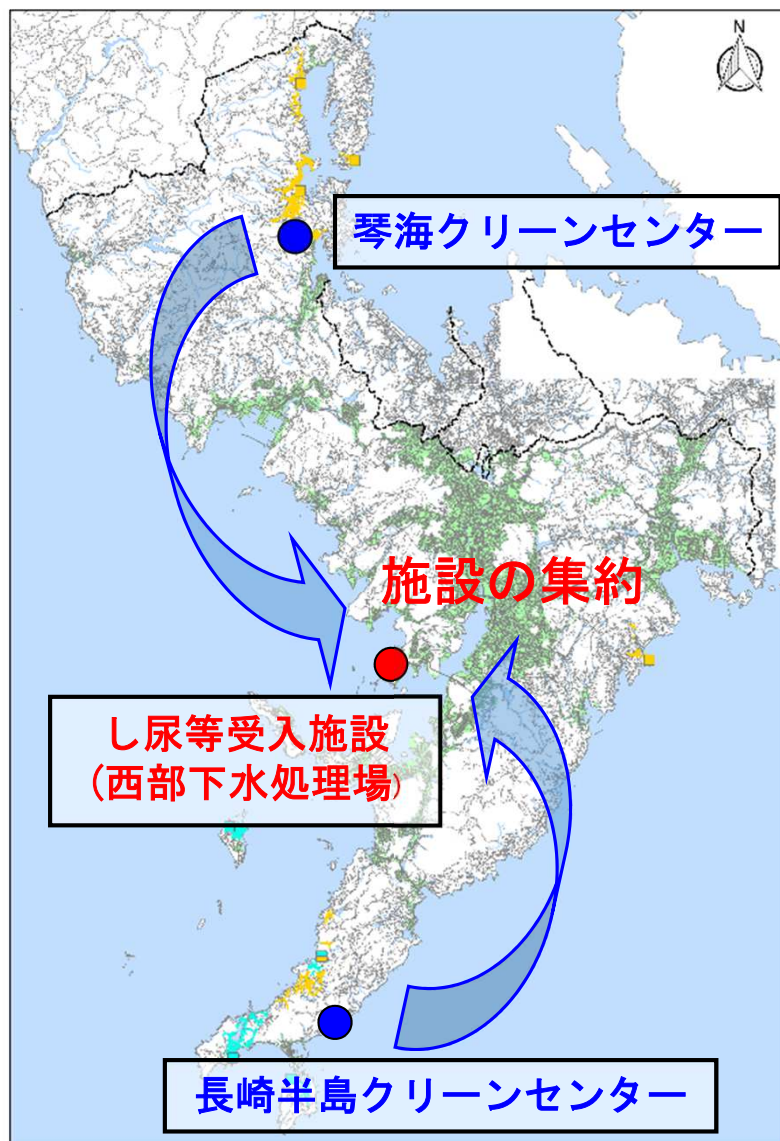 N
琴海クリーンセンター
施設の集約
し尿等受入施設
(西部下水処理場)
長崎半島クリーンセンター